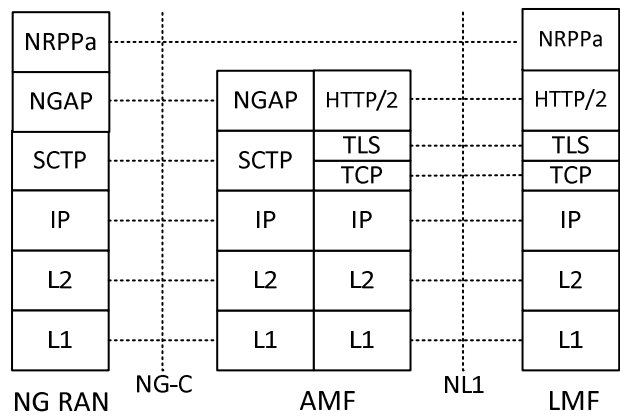 NRPPa NRPPa
NGAP NGAP HTTP/2 HTTP/2
SCTP SCTP TLS TLS
TCP TCP
IP IP IP IP
L2 L2 L2 L2
L1 L1 L1 L1
NG RAN NG-C AMF NL1 LMF